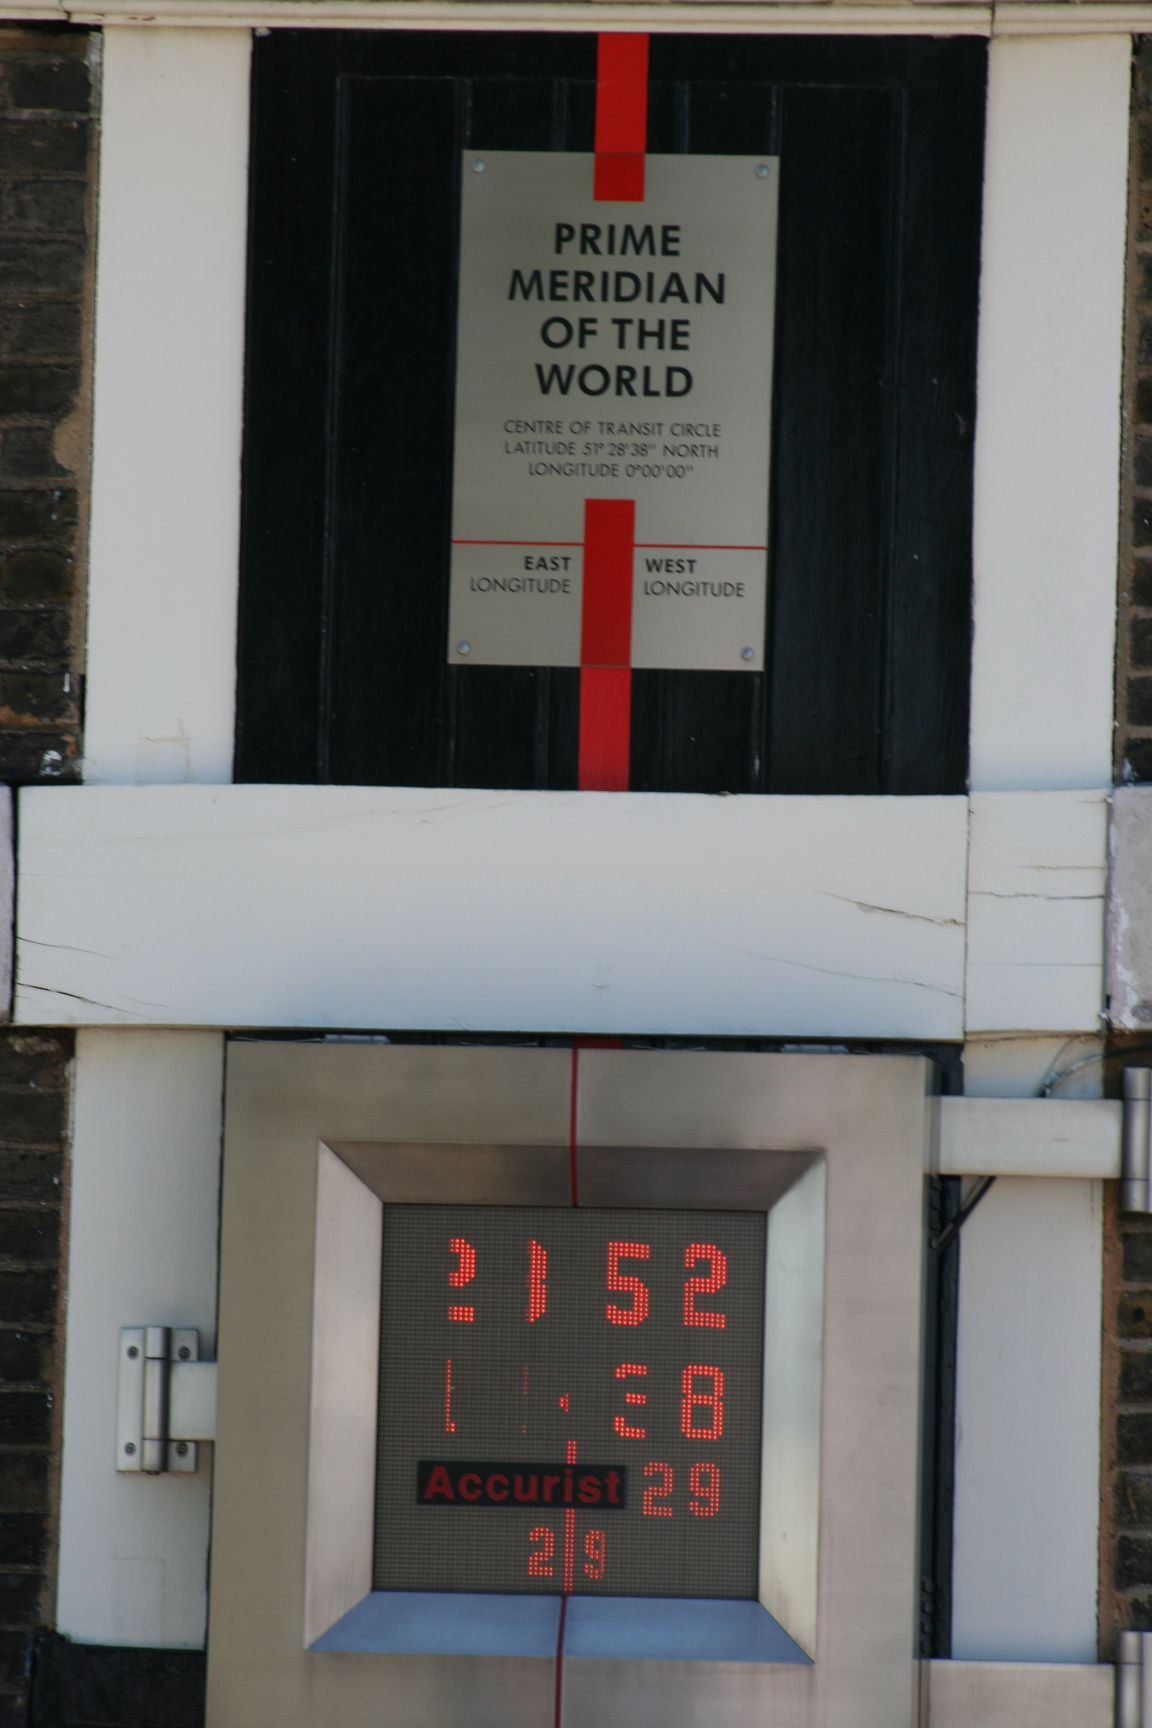 PRIME
MERIDIAN
OF THE
WORLD
CENTRE OF TRANSIT CIRCLE
LATITUDE 51° 28'38" NORTH
LONGITUDE 0°00'00"
EAST WEST
LONGITUDE LONGITUDE
52
38
Accurist 29
29